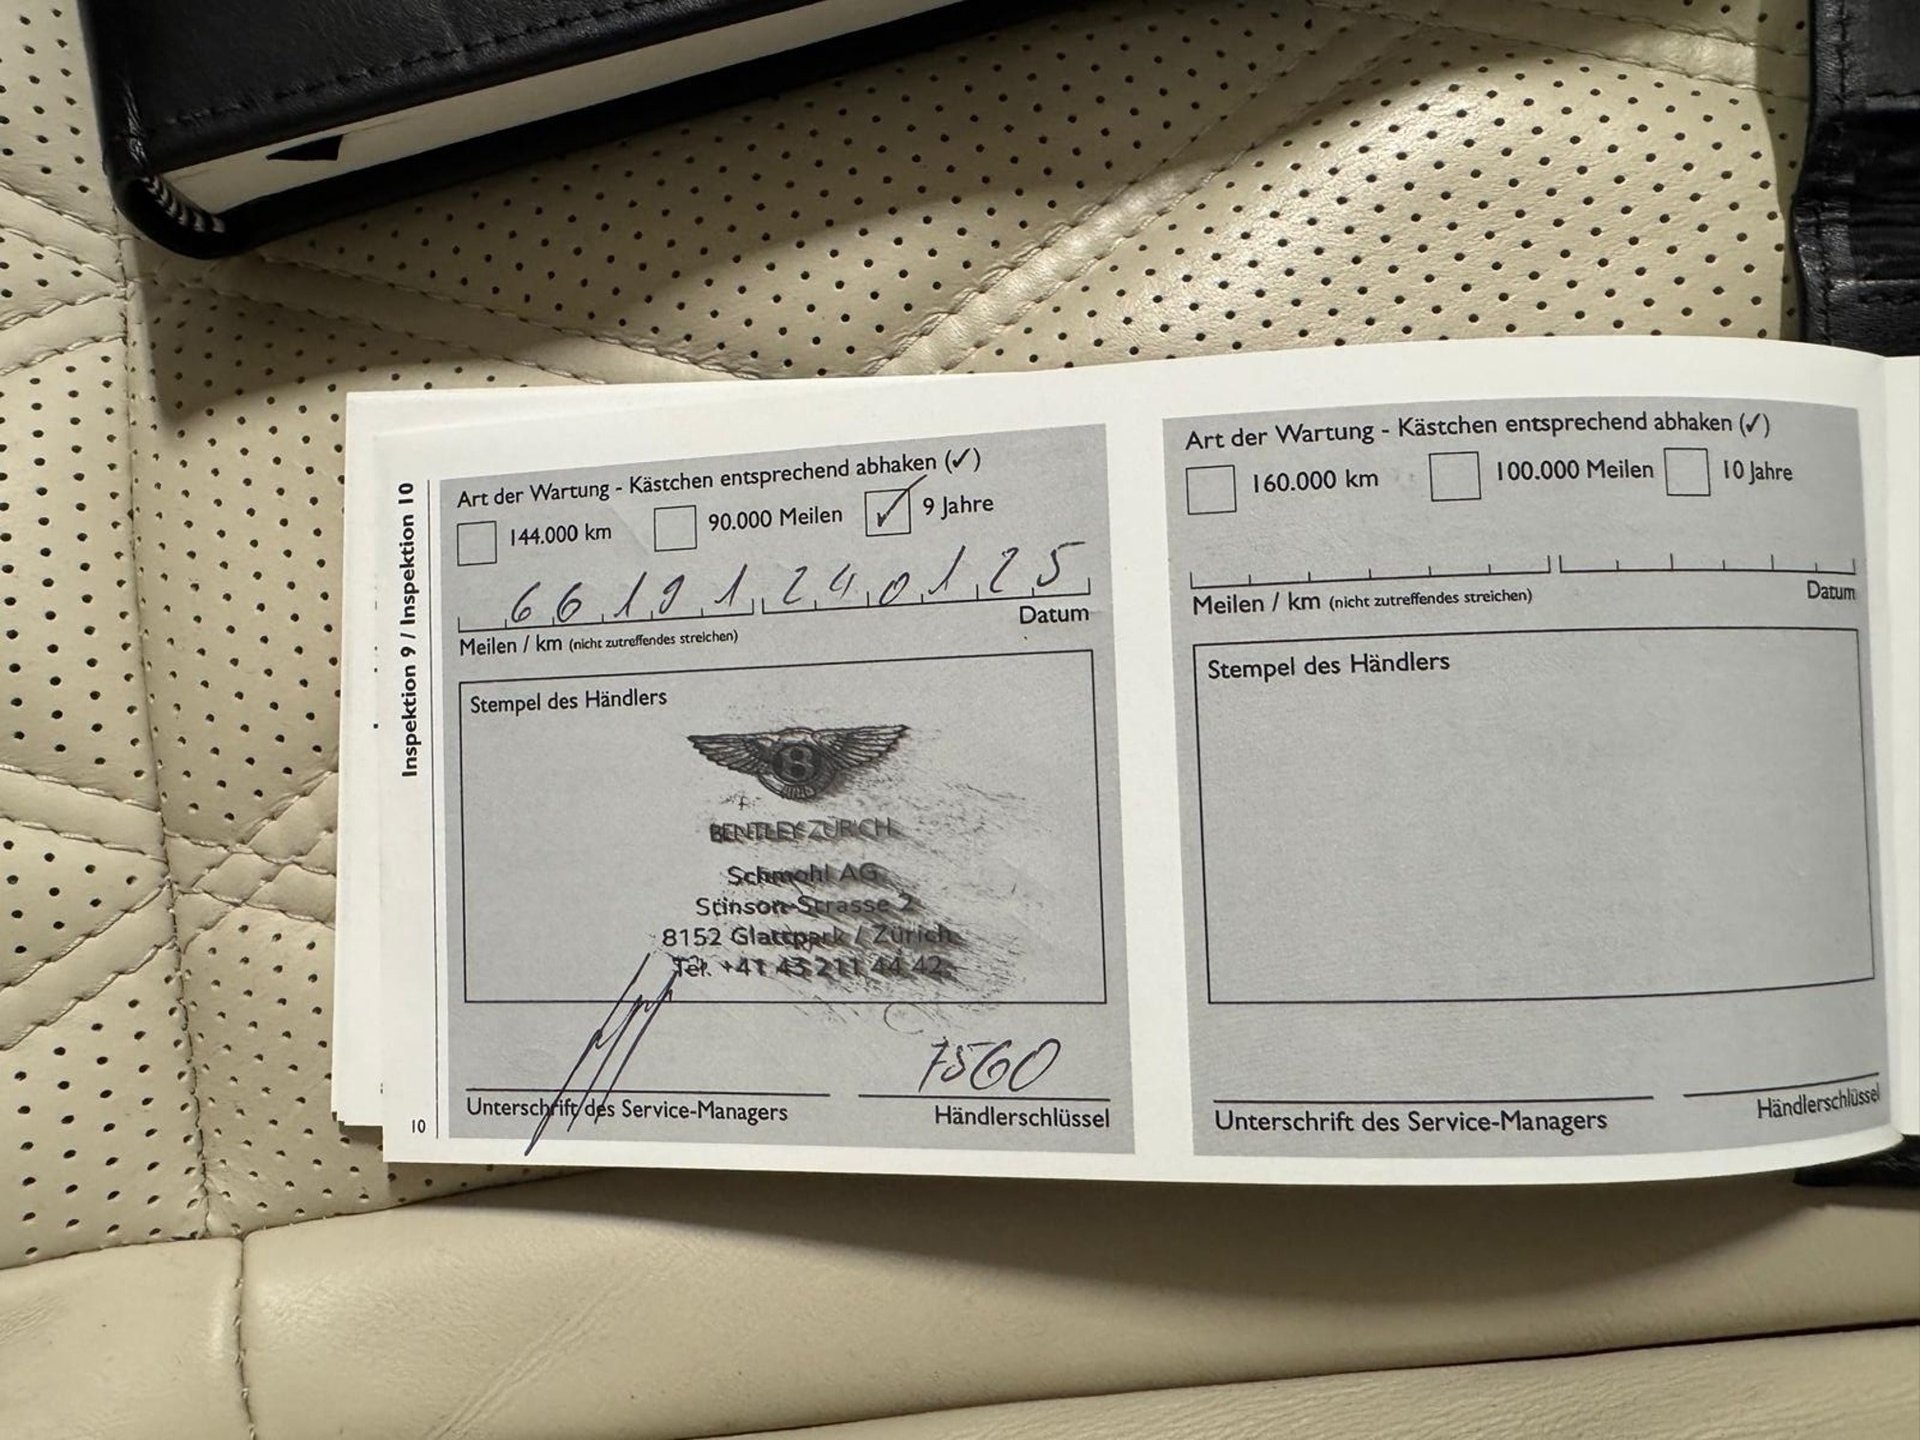 Inspektion 9 / Inspektion 10
Art der Wartung - Kästchen entsprechend abhaken (✓)
144.000 km 90.000 Meilen ✓ 9 Jahre
66191 240125
Meilen / km (nicht zutreffendes streichen) Datum
Stempel des Händlers
B
BENTLEY ZÜRICH
Schmohl AG
Stinson-Strasse 2
8152 Glattpark / Zürich
Tel. +41 43 211 44 42
7560
Unterschrift des Service-Managers Händlerschlüssel
10
Art der Wartung - Kästchen entsprechend abhaken (✓)
160.000 km 100.000 Meilen 10 Jahre
Meilen / km (nicht zutreffendes streichen) Datum
Stempel des Händlers
Unterschrift des Service-Managers Händlerschlüssel